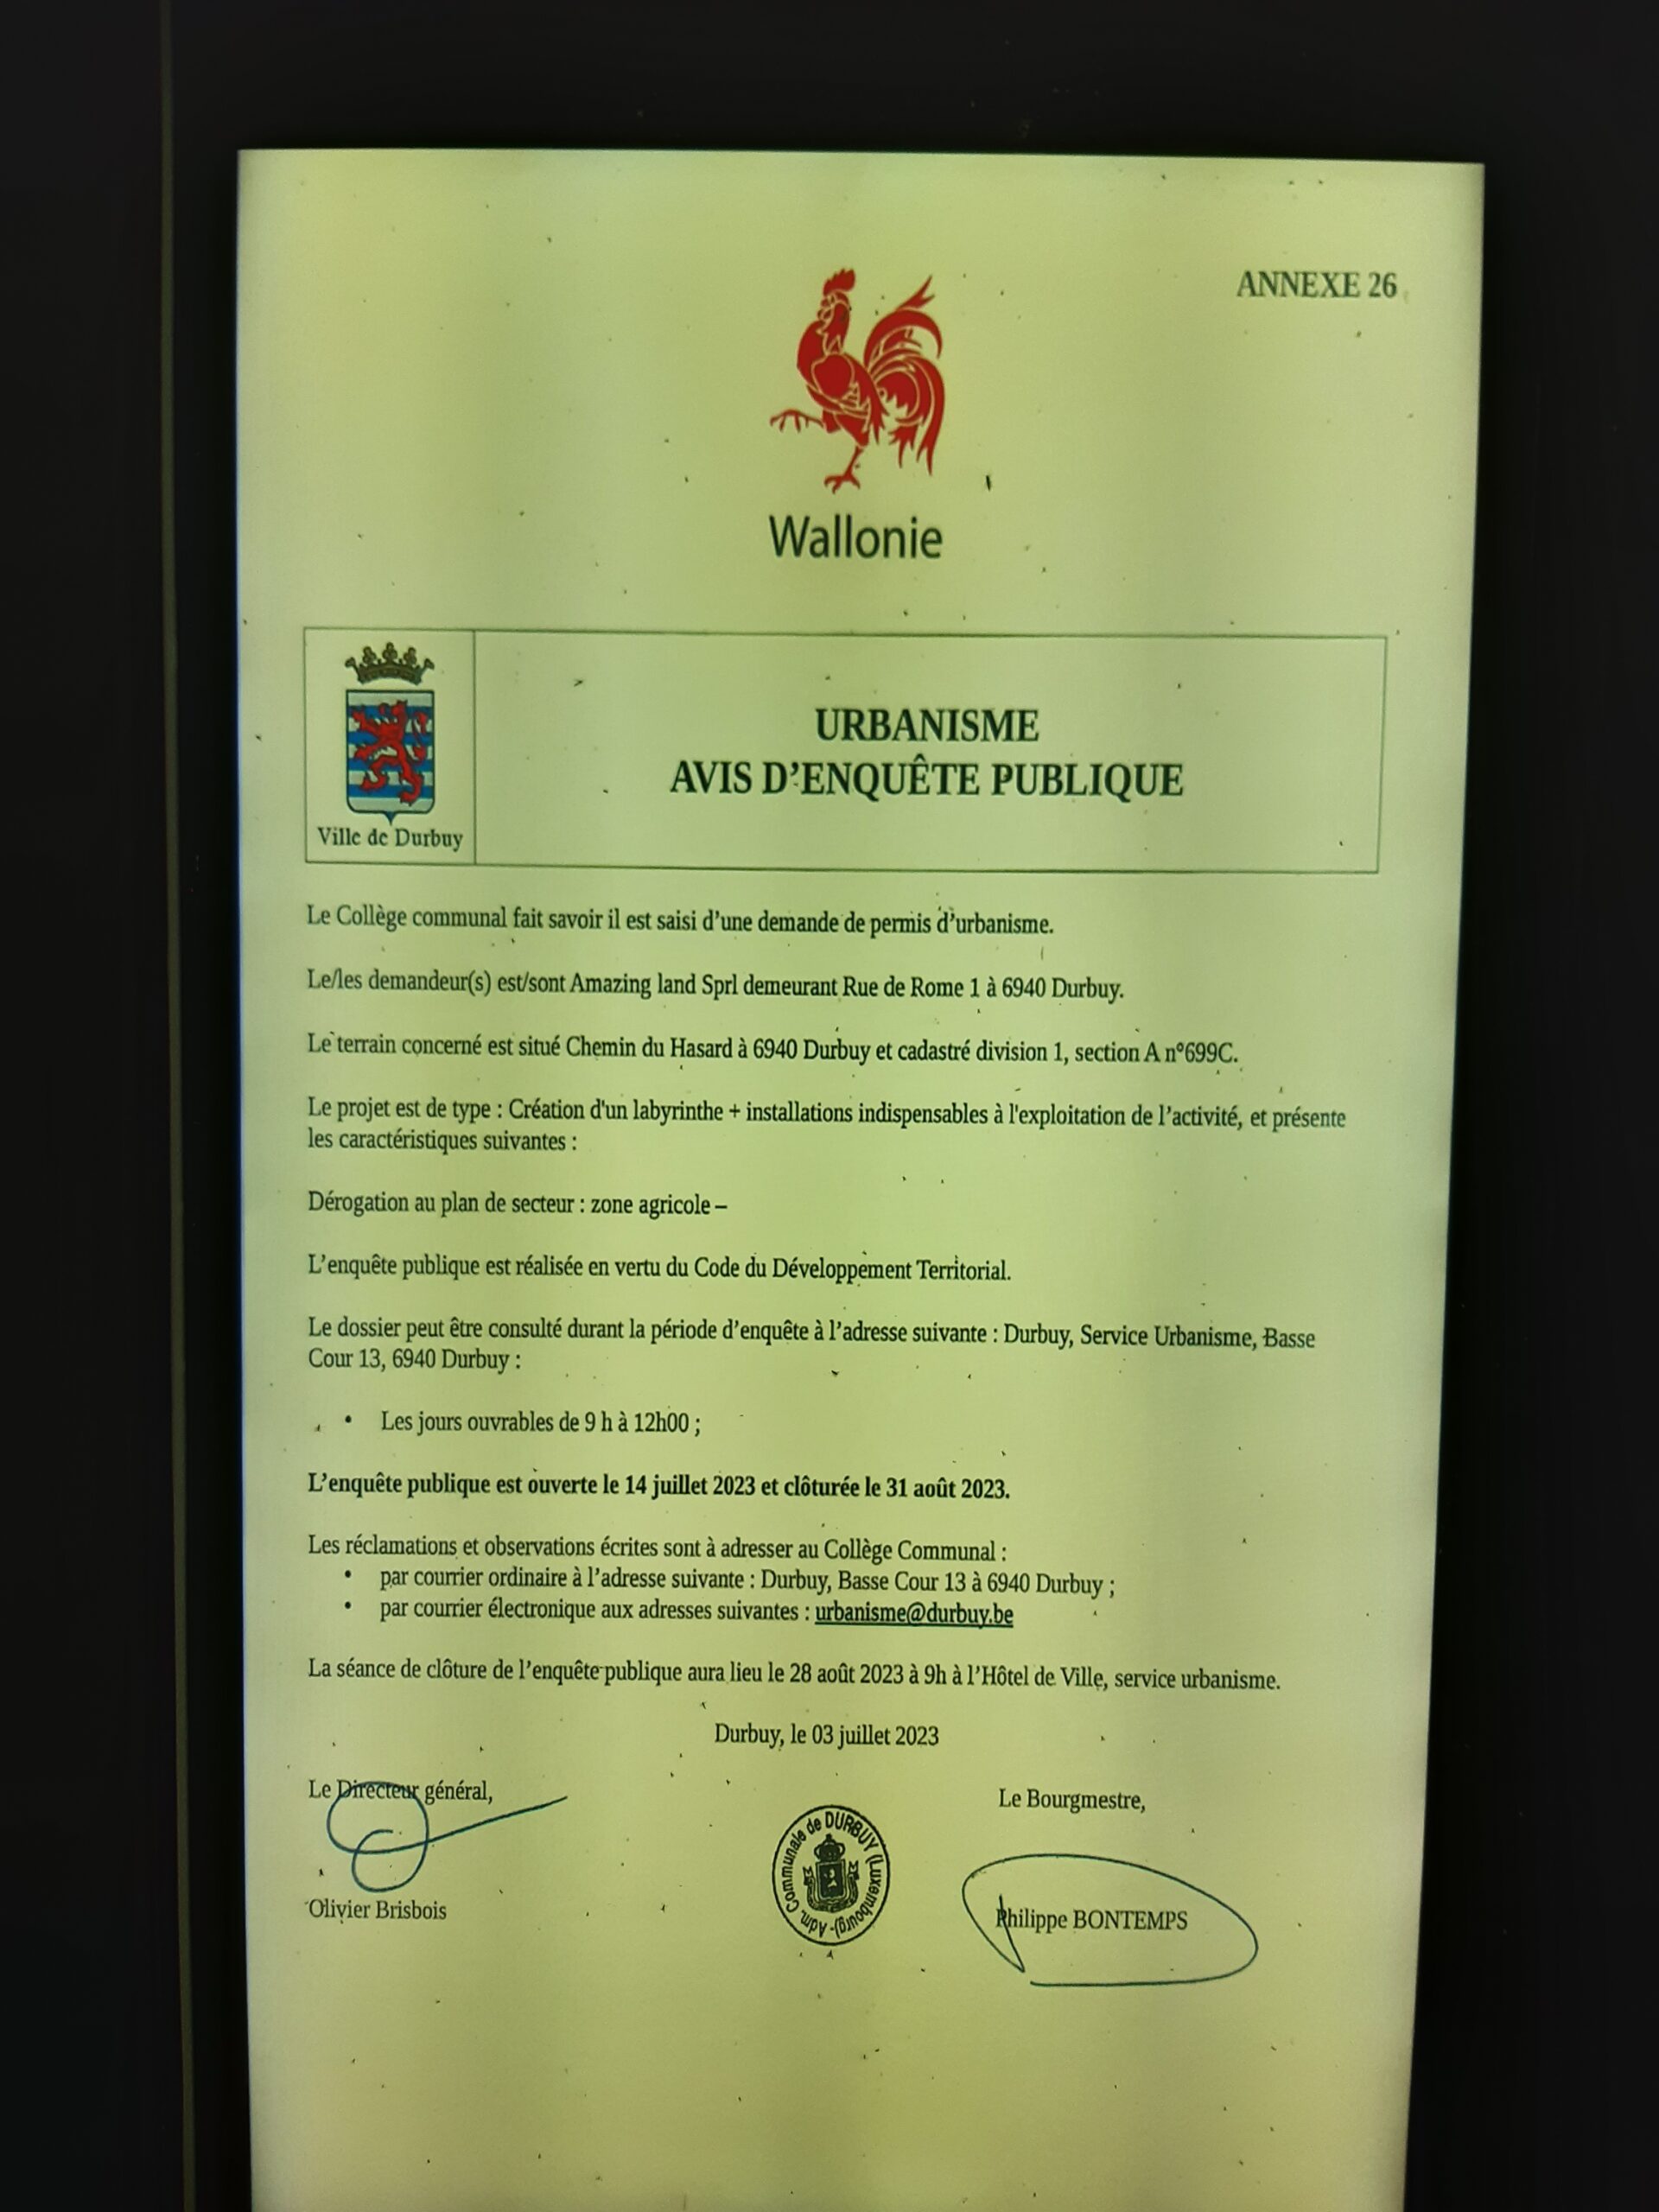 ANNEXE 26
Wallonie
URBANISME
AVIS D'ENQUÊTE PUBLIQUE
Ville de Durbuy
Le Collège communal fait savoir il est saisi d'une demande de permis d'urbanisme.
Le/les demandeur(s) est/sont Amazing land Sprl demeurant Rue de Rome 1 à 6940 Durbuy.
Le terrain concerné est situé Chemin du Hasard à 6940 Durbuy et cadastré division 1, section A n°699C.
Le projet est de type : Création d'un labyrinthe + installations indispensables à l'exploitation de l'activité, et présente
les caractéristiques suivantes :
Dérogation au plan de secteur : zone agricole –
L'enquête publique est réalisée en vertu du Code du Développement Territorial.
Le dossier peut être consulté durant la période d'enquête à l'adresse suivante : Durbuy, Service Urbanisme, Basse
Cour 13, 6940 Durbuy :
• Les jours ouvrables de 9 h à 12h00 ;
L'enquête publique est ouverte le 14 juillet 2023 et clôturée le 31 août 2023.
Les réclamations et observations écrites sont à adresser au Collège Communal :
• par courrier ordinaire à l'adresse suivante : Durbuy, Basse Cour 13 à 6940 Durbuy ;
• par courrier électronique aux adresses suivantes : urbanisme@durbuy.be
La séance de clôture de l'enquête publique aura lieu le 28 août 2023 à 9h à l'Hôtel de Ville, service urbanisme.
Durbuy, le 03 juillet 2023
Le Directeur général,
Le Bourgmestre,
Adm. Communale de DURBUY (Luxembourg)-
Olivier Brisbois
Philippe BONTEMPS